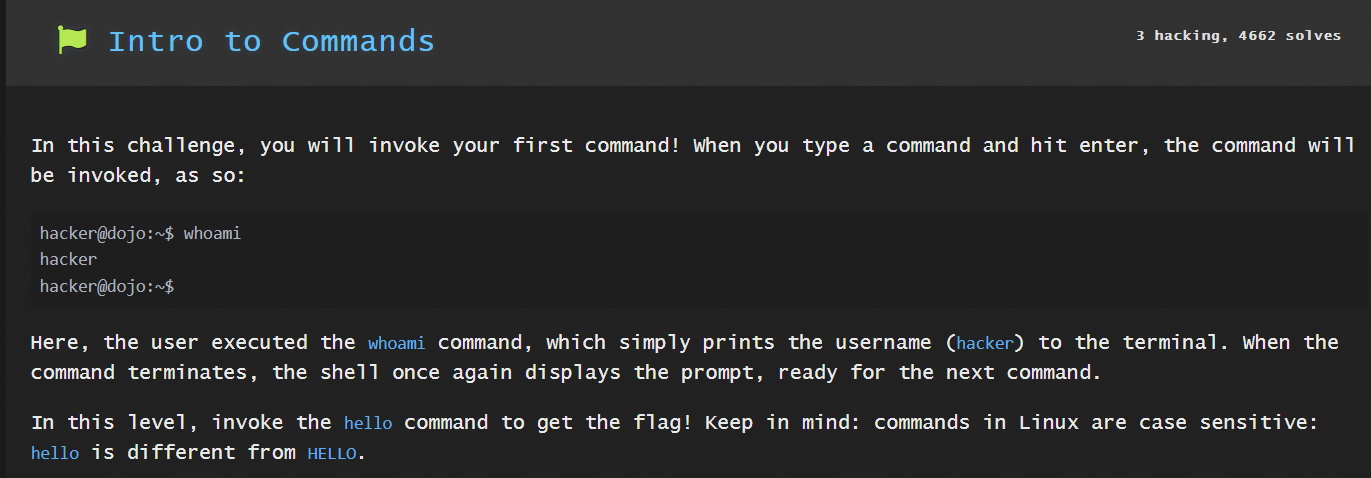 Intro to Commands
3 hacking, 4662 solves
In this challenge, you will invoke your first command! When you type a command and hit enter, the command will
be invoked, as so:
hacker@dojo:~$ whoami
hacker
hacker@dojo:~$
Here, the user executed the whoami command, which simply prints the username (hacker) to the terminal. When the
command terminates, the shell once again displays the prompt, ready for the next command.
In this level, invoke the hello command to get the flag! Keep in mind: commands in Linux are case sensitive:
hello is different from HELLO.